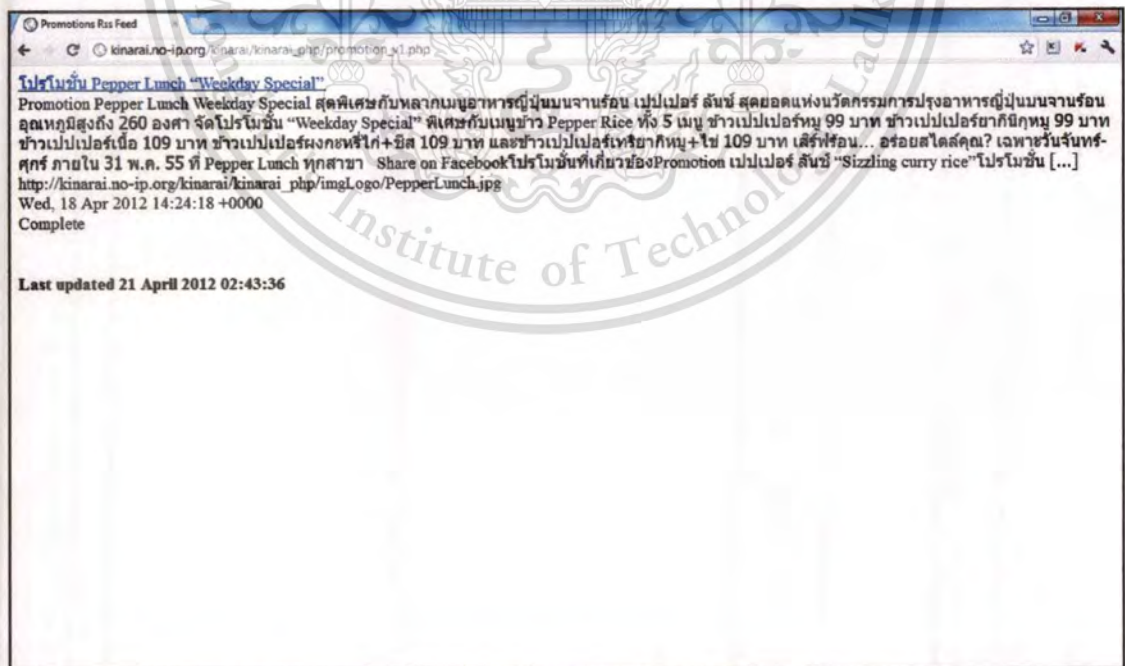 Promotions Rss Feed
kinarai.no-ip.org/kinarai/kinarai_php/promotion_v1.php
โปรโมชั่น Pepper Lunch “Weekday Special”
Promotion Pepper Lunch Weekday Special สุดพิเศษกับหลากเมนูอาหารญี่ปุ่นบนจานร้อน เปปเปอร์ ลันช์ สุดยอดแห่งนวัตกรรมการปรุงอาหารญี่ปุ่นบนจานร้อน
อุณหภูมิสูงถึง 260 องศา จัดโปรโมชั่น “Weekday Special” พิเศษกับเมนูข้าว Pepper Rice ทั้ง 5 เมนู ข้าวเปปเปอร์หมู 99 บาท ข้าวเปปเปอร์ยากินิกุหมู 99 บาท
ข้าวเปปเปอร์เนื้อ 109 บาท ข้าวเปปเปอร์ผงกะหรี่ไก่+ชีส 109 บาท และข้าวเปปเปอร์เทริยากิหมู+ไข่ 109 บาท เสิร์ฟร้อน… อร่อยสไตล์คุณ? เฉพาะวันจันทร์-
ศุกร์ ภายใน 31 พ.ค. 55 ที่ Pepper Lunch ทุกสาขา Share on Facebookโปรโมชั่นที่เกี่ยวข้องPromotion เปปเปอร์ ลันช์ “Sizzling curry rice”โปรโมชั่น [...]
http://kinarai.no-ip.org/kinarai/kinarai_php/imgLogo/PepperLunch.jpg
Wed, 18 Apr 2012 14:24:18 +0000
Complete
Last updated 21 April 2012 02:43:36
Institute of Technology Lad